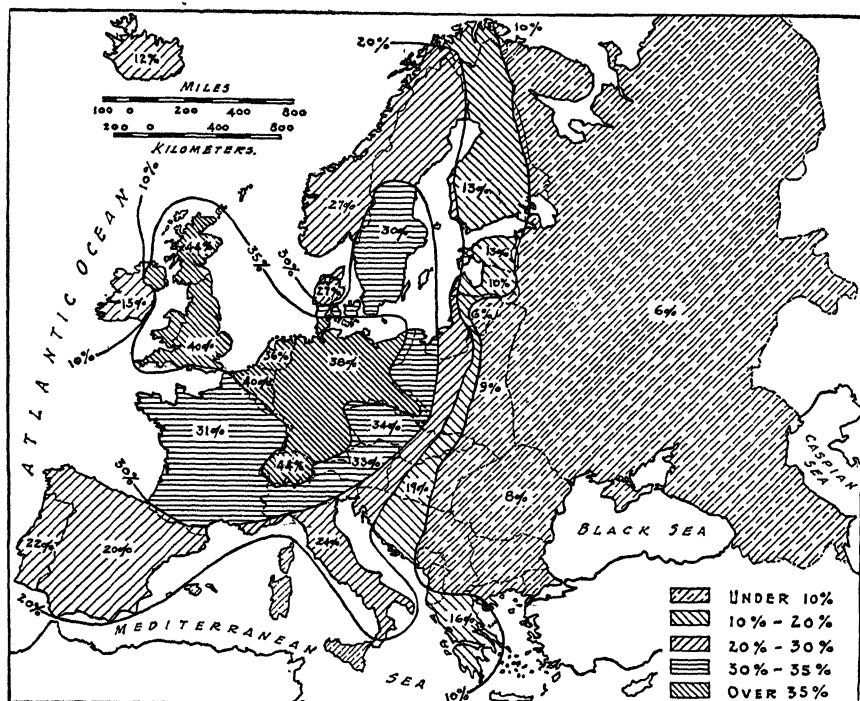 10%
20%
12%
MILES
100 0 200 400 800
200 0 400 800
KILOMETERS.
10%
ATLANTIC OCEAN
27%
13%
30%
44%
35%
30%
13%
10%
27%
13%
6%
6%
10%
40%
36%
38%
40%
9%
34%
31%
33%
44%
CASPIAN SEA
30%
19%
8%
BLACK SEA
22%
20%
24%
20%
MEDITERRANEAN SEA
16%
10%
UNDER 10%
10% - 20%
20% - 30%
30% - 35%
OVER 35%